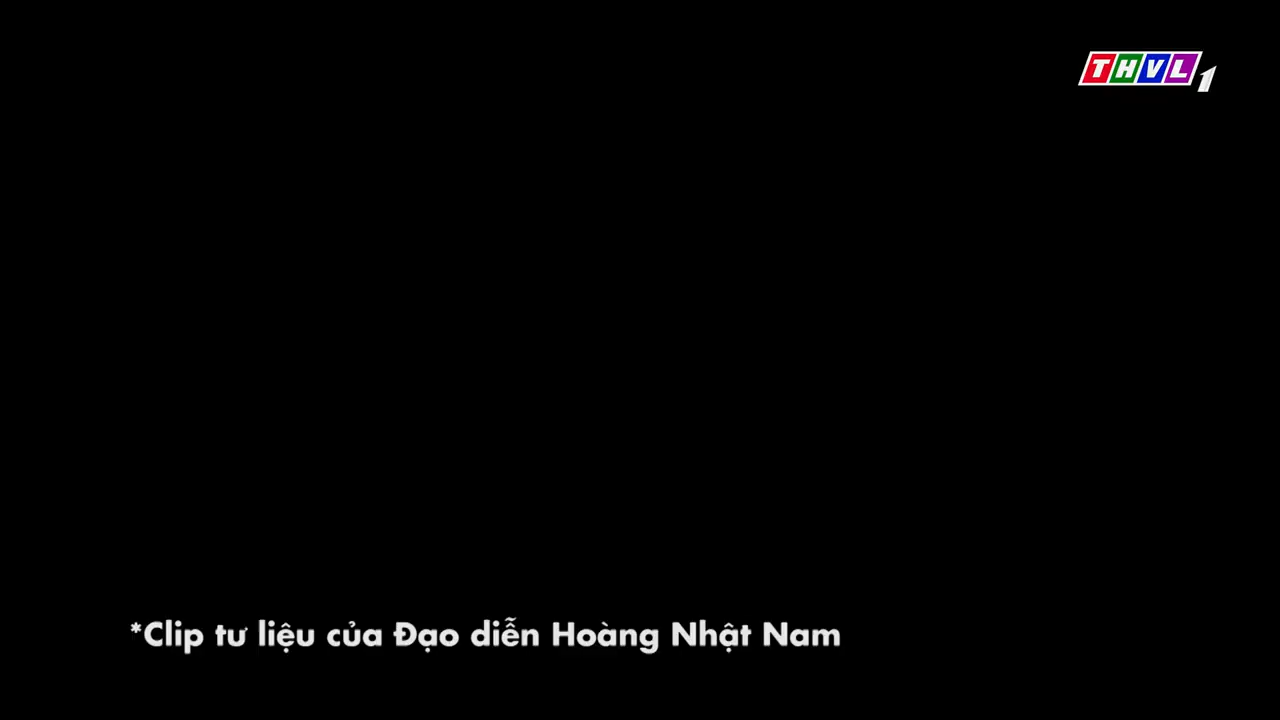 THVL1
*Clip tư liệu của Đạo diễn Hoàng Nhật Nam